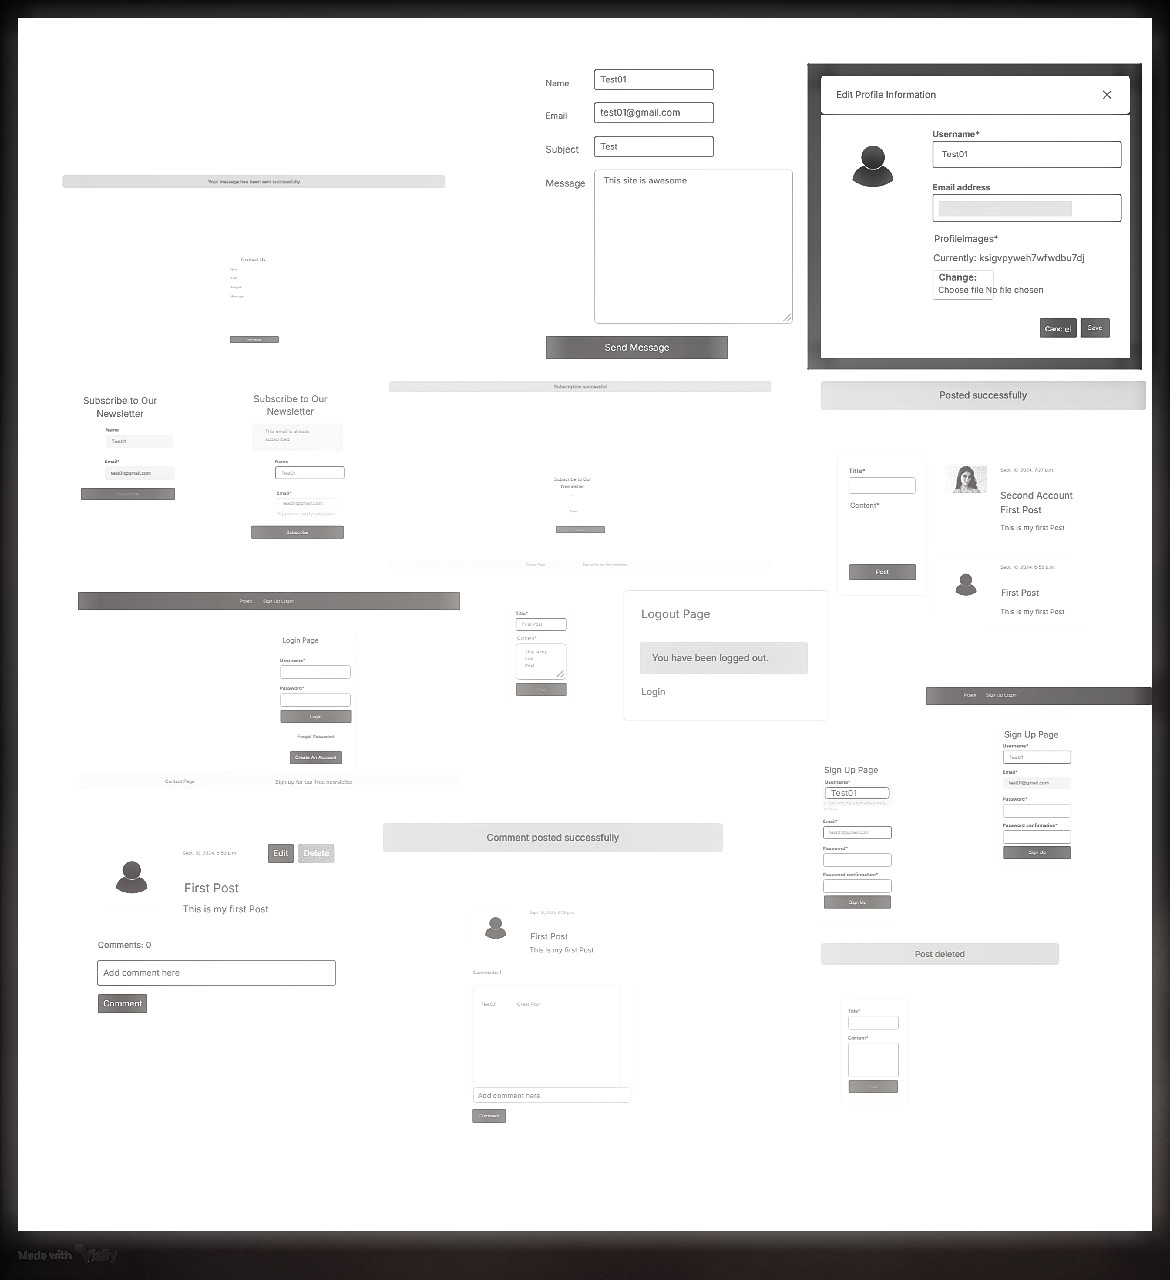 Name
Test01
Email
test01@gmail.com
Subject
Test
Message
This site is awesome
Send Message
Edit Profile Information
Username*
Test01
Email address
ProfileImages*
Currently: ksigvpyweh7wfwdbu7dj
Change:
Choose file No file chosen
Cancel Save
Your message has been sent successfully
Contact Us
Name
Subject
Message
Subscribe to Our
Newsletter
Name
Test01
Email*
test01@gmail.com
Subscribe to Our
Newsletter
This email is already
subscribed
Name
Test01
Email*
test01@gmail.com
Subscribe
Subscription successful
Subscribe to Our
Newsletter
Posted successfully
Title*
Content*
Post
Sept. 10, 2024, 7:27 p.m.
Second Account
First Post
This is my first Post
Sept. 10, 2024, 6:53 p.m.
First Post
This is my first Post
Posts Sign Up Login
Login Page
Username*
Password*
Login
Forgot Password
Create An Account
Contact Page
Sign up for our free newsletter
Title*
First Post
Content*
This is my
first
Post
Logout Page
You have been logged out.
Login
Posts Sign Up Login
Sign Up Page
Username*
Test01
Email*
test01@gmail.com
Password*
Password confirmation*
Sign Up
Sign Up Page
Username*
Test01
Email*
test01@gmail.com
Password*
Password confirmation*
Sign Up
Sept. 10, 2024, 6:53 p.m.
Edit Delete
First Post
This is my first Post
Comments: 0
Add comment here
Comment
Comment posted successfully
First Post
This is my first Post
Comments: 1
Test02 Great Post
Add comment here
Comment
Post deleted
Title*
Content*
Made with Visily